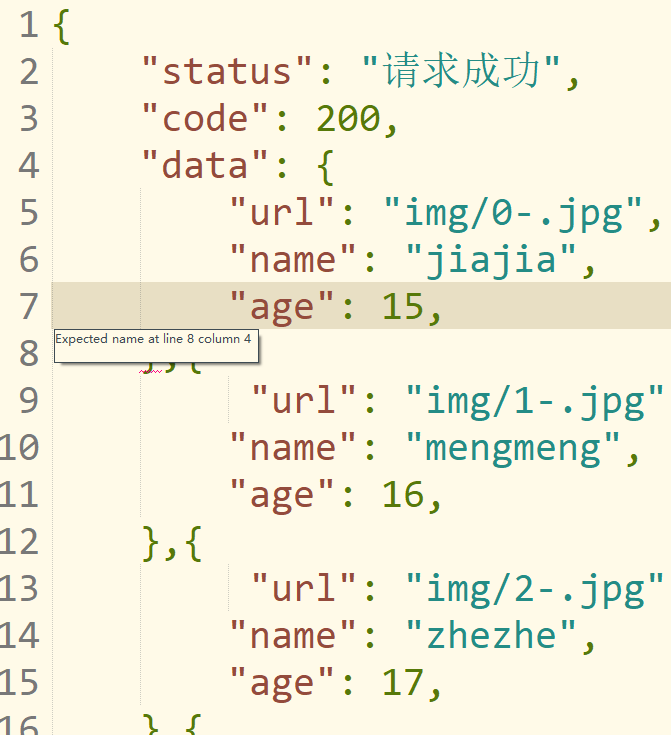 1 {
2 "status": "请求成功",
3 "code": 200,
4 "data": {
5 "url": "img/0-.jpg",
6 "name": "jiajia",
7 "age": 15,
Expected name at line 8 column 4
8 },{
9 "url": "img/1-.jpg"
10 "name": "mengmeng",
11 "age": 16,
12 },{
13 "url": "img/2-.jpg"
14 "name": "zhezhe",
15 "age": 17,
16 },{